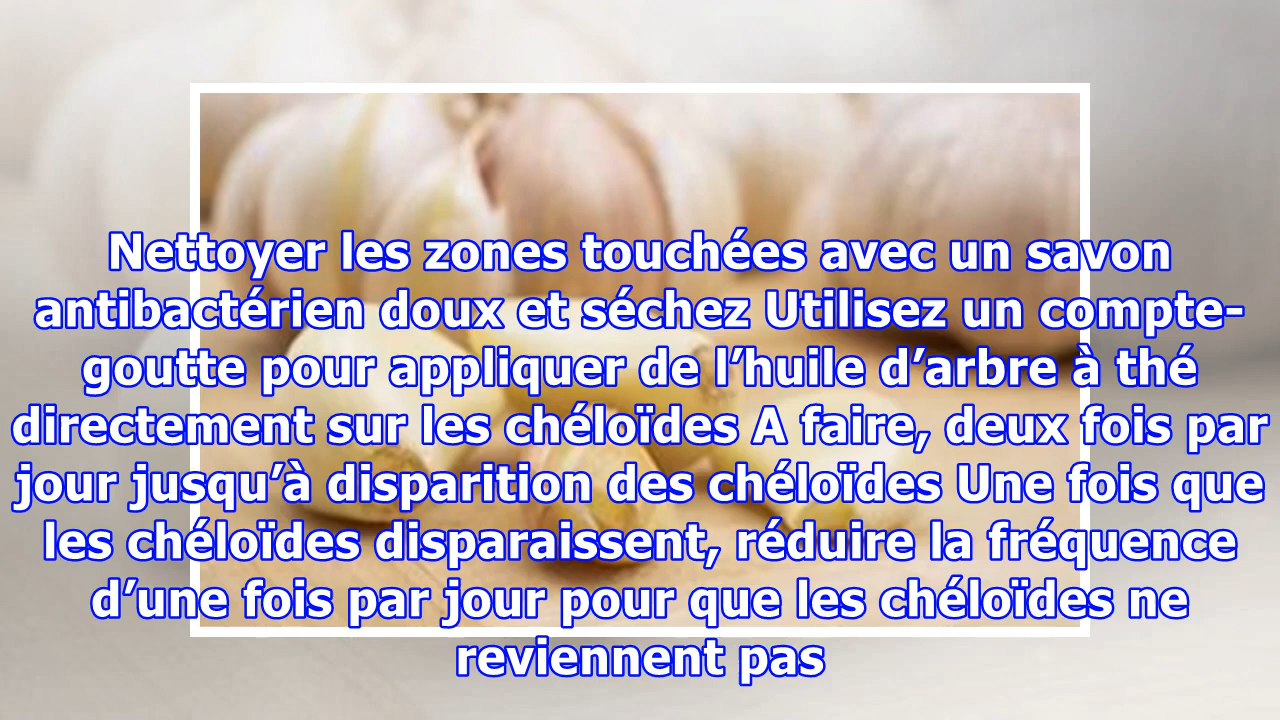 Nettoyer les zones touchées avec un savon
antibactérien doux et séchez Utilisez un compte-
goutte pour appliquer de l’huile d’arbre à thé
directement sur les chéloïdes A faire, deux fois par
jour jusqu’à disparition des chéloïdes Une fois que
les chéloïdes disparaissent, réduire la fréquence
d’une fois par jour pour que les chéloïdes ne
reviennent pas